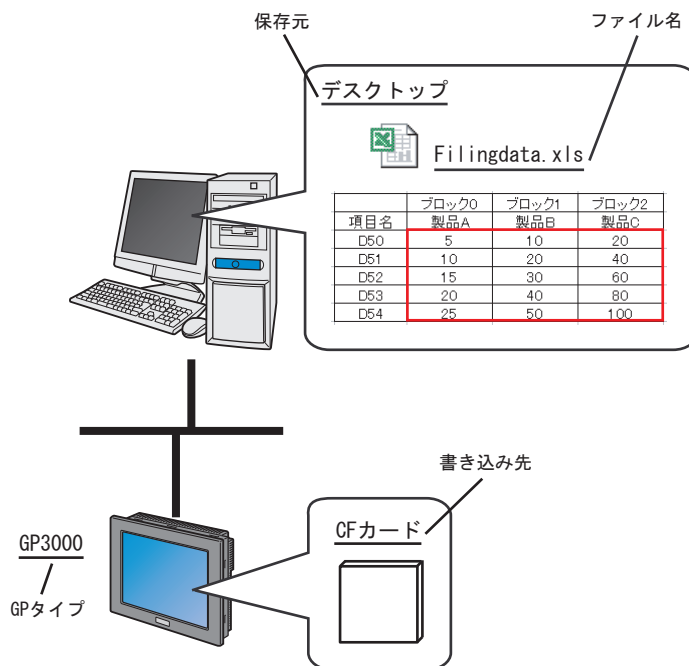 保存元
ファイル名
デスクトップ
Filingdata.xls
ブロック0 ブロック1 ブロック2
項目名 製品A 製品B 製品C
D50 5 10 20
D51 10 20 40
D52 15 30 60
D53 20 40 80
D54 25 50 100
書き込み先
CFカード
GP3000
GPタイプ